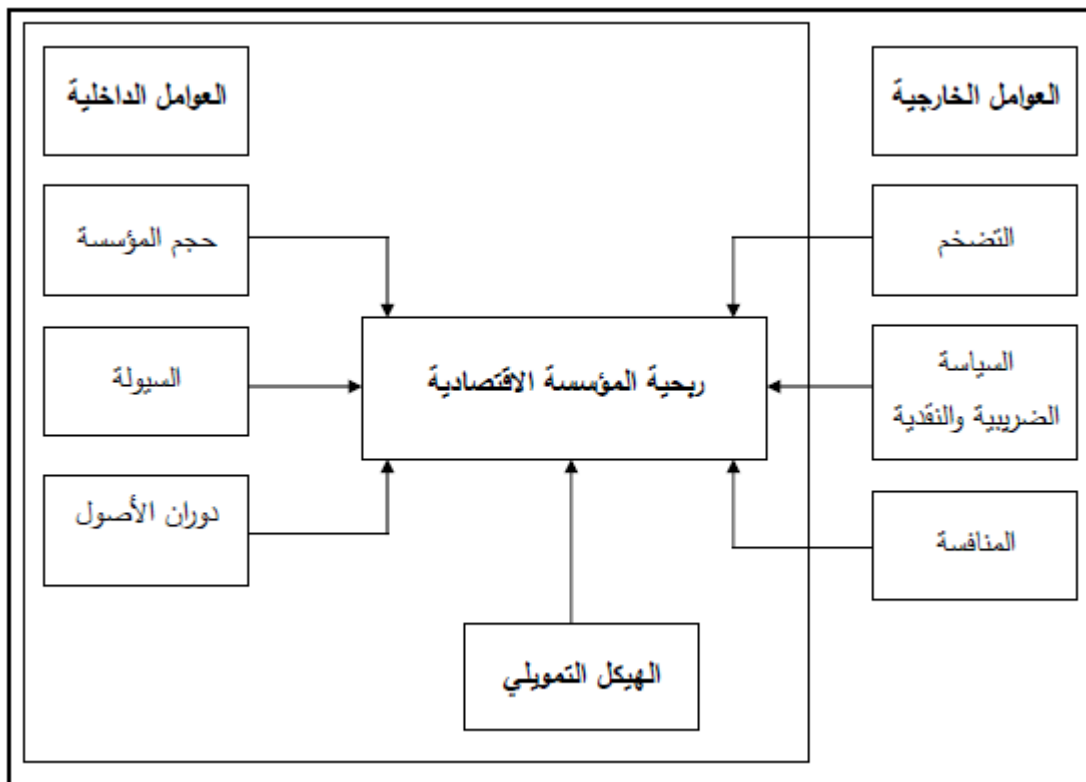 العوامل الخارجية
العوامل الداخلية
التضخم
حجم المؤسسة
السياسة
الضريبية والنقدية
ربحية المؤسسة الاقتصادية
السيولة
المنافسة
دوران الأصول
الهيكل التمويلي